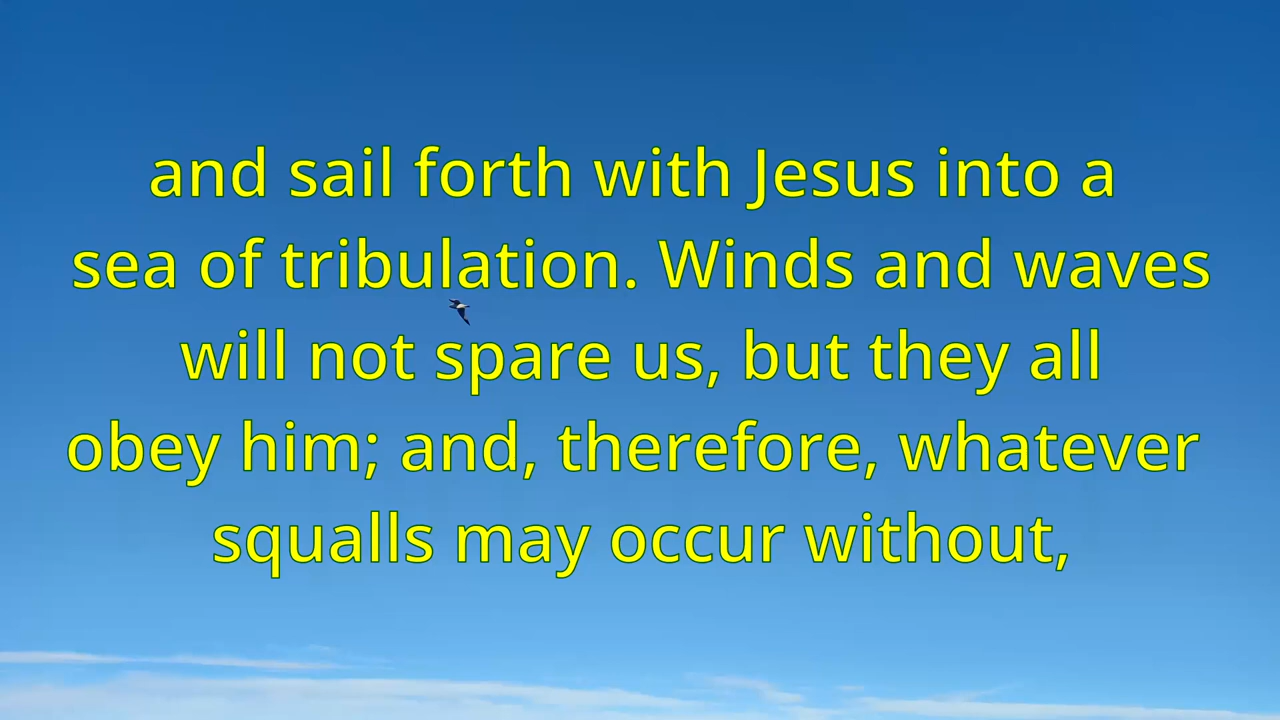 and sail forth with Jesus into a
sea of tribulation. Winds and waves
will not spare us, but they all
obey him; and, therefore, whatever
squalls may occur without,